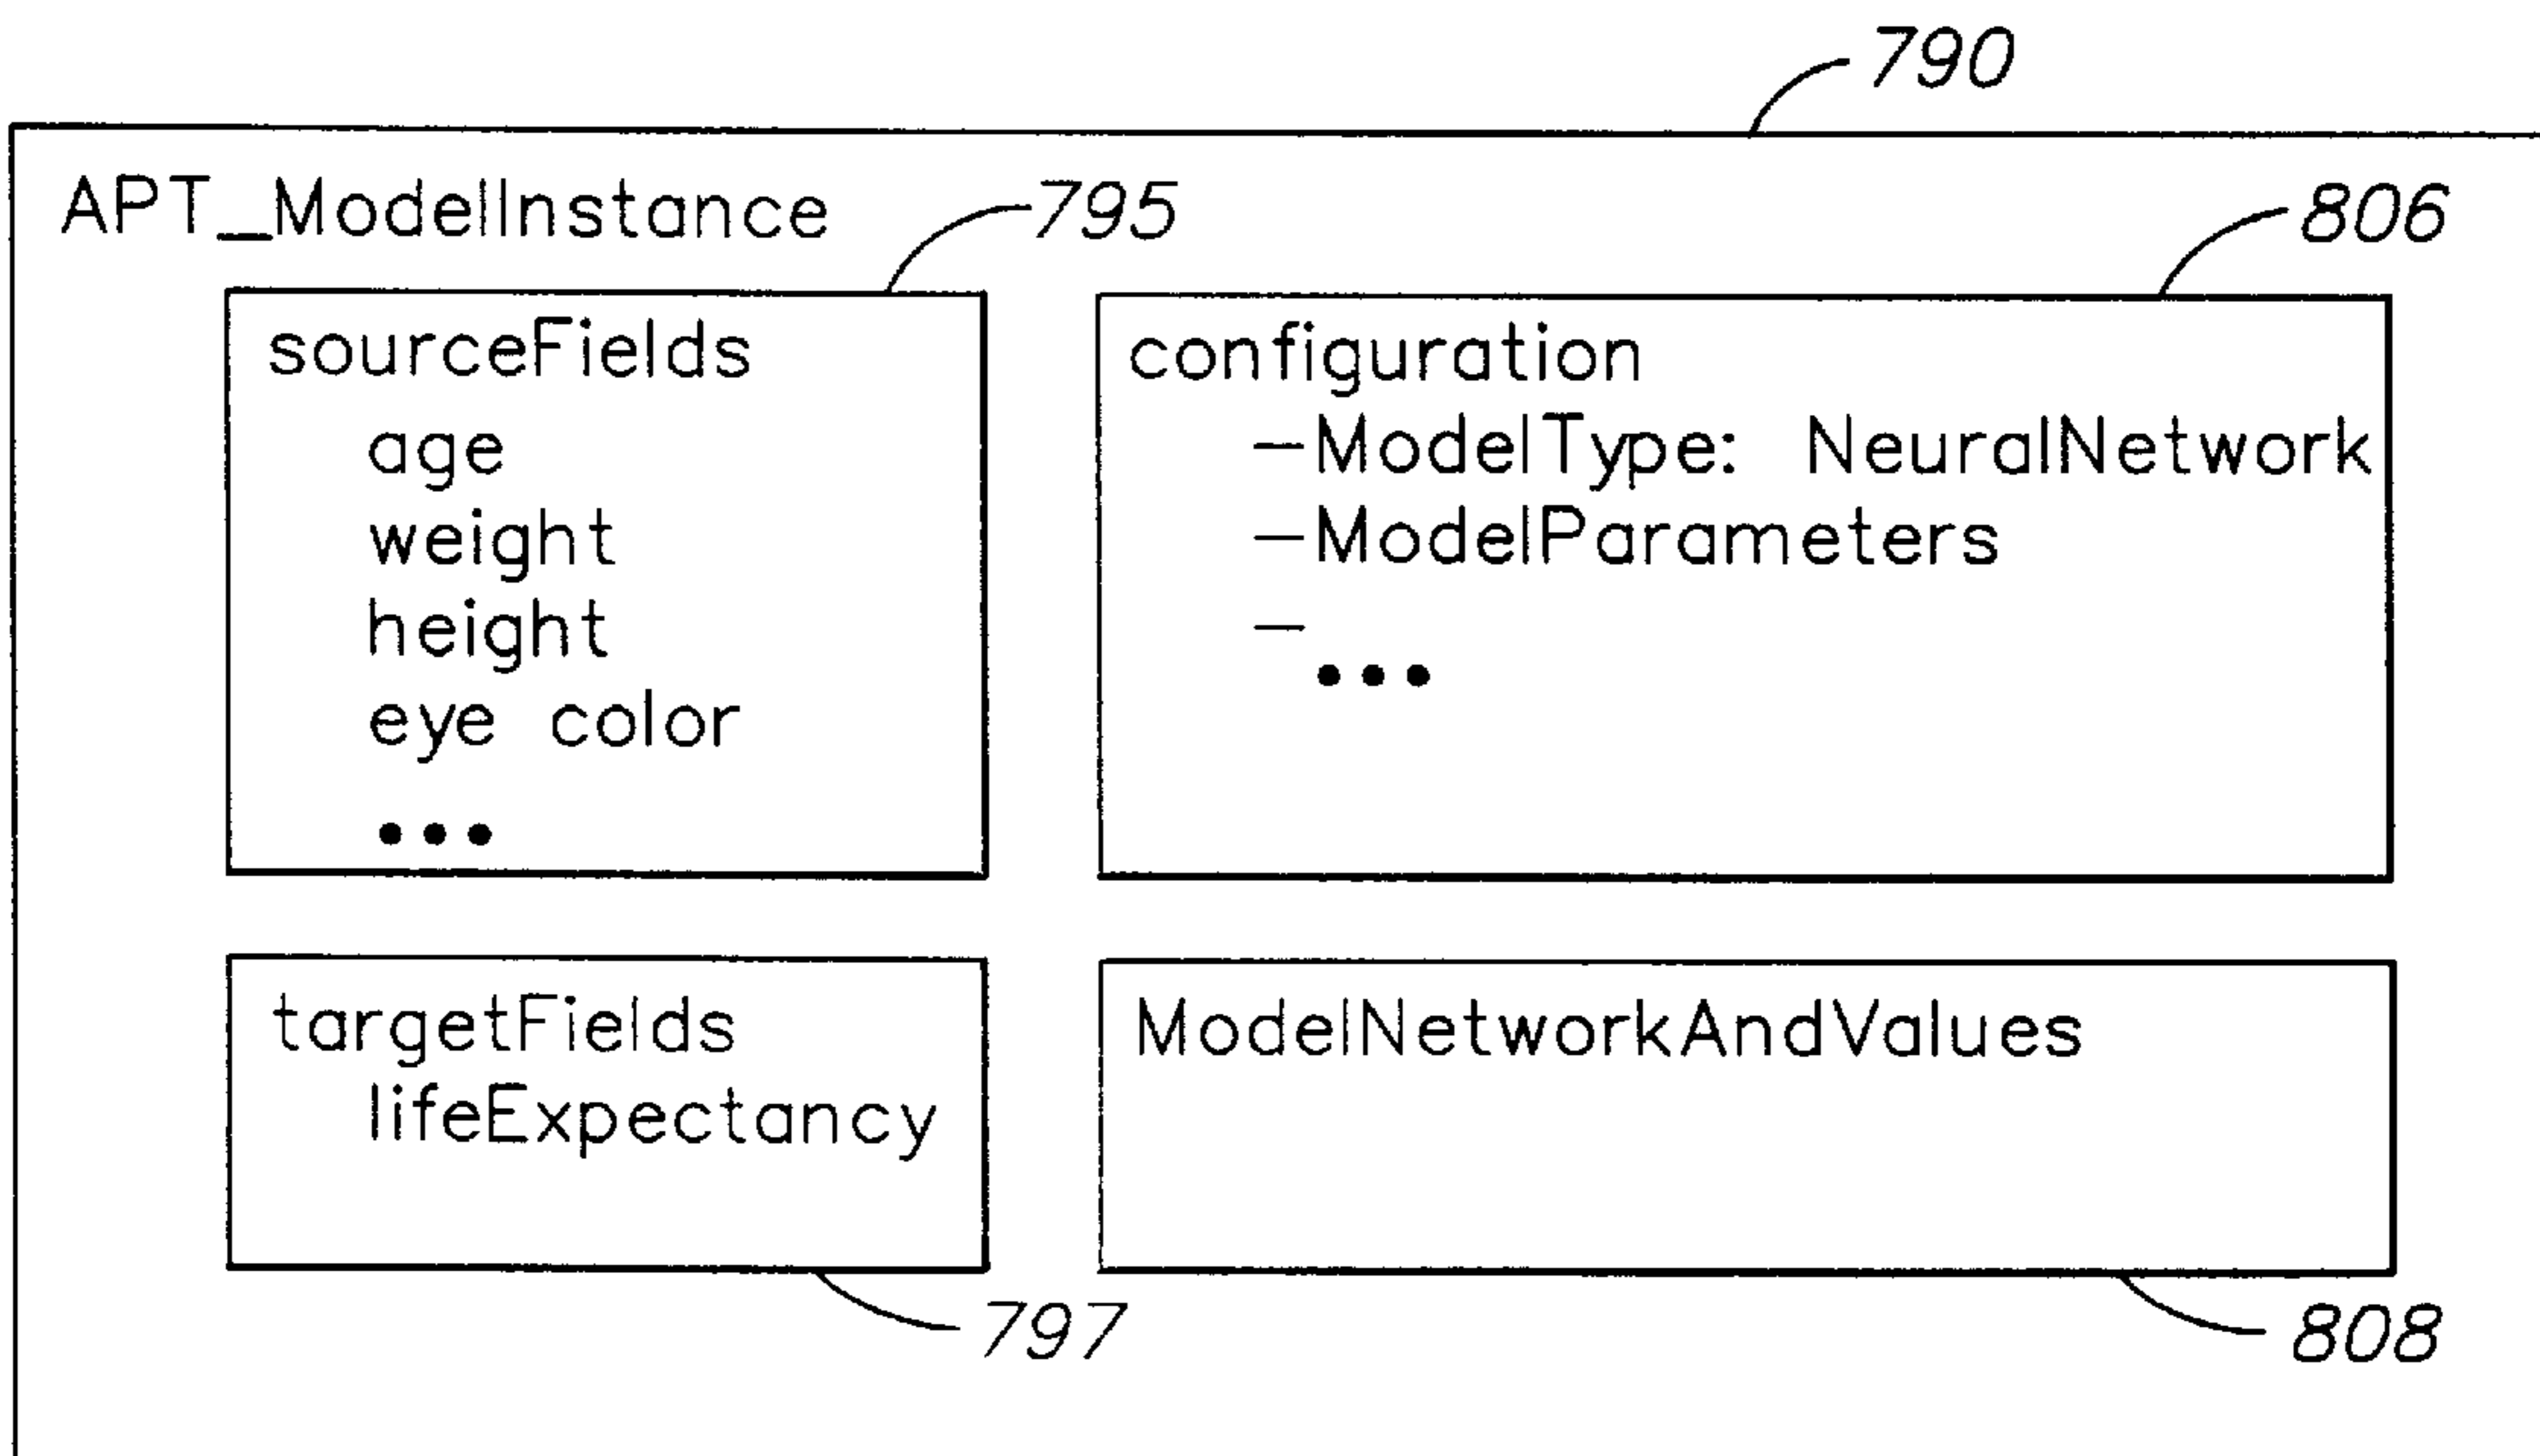 790
APT_ModelInstance
795
806
sourceFields
age
weight
height
eye color
•••
configuration
–ModelType: NeuralNetwork
–ModelParameters
–
•••
targetFields
lifeExpectancy
797
ModelNetworkAndValues
808